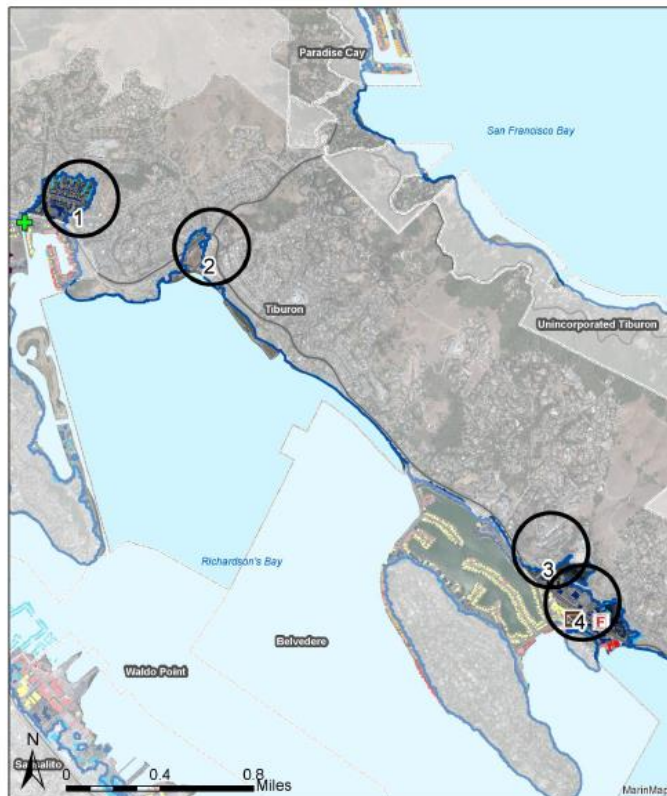 Paradise Cay
San Francisco Bay
1
2
Tiburon
Unincorporated Tiburon
3
Richardson's Bay
4
F
Belvedere
Waldo Point
N
0 0.4 0.8
Miles
MarinMap